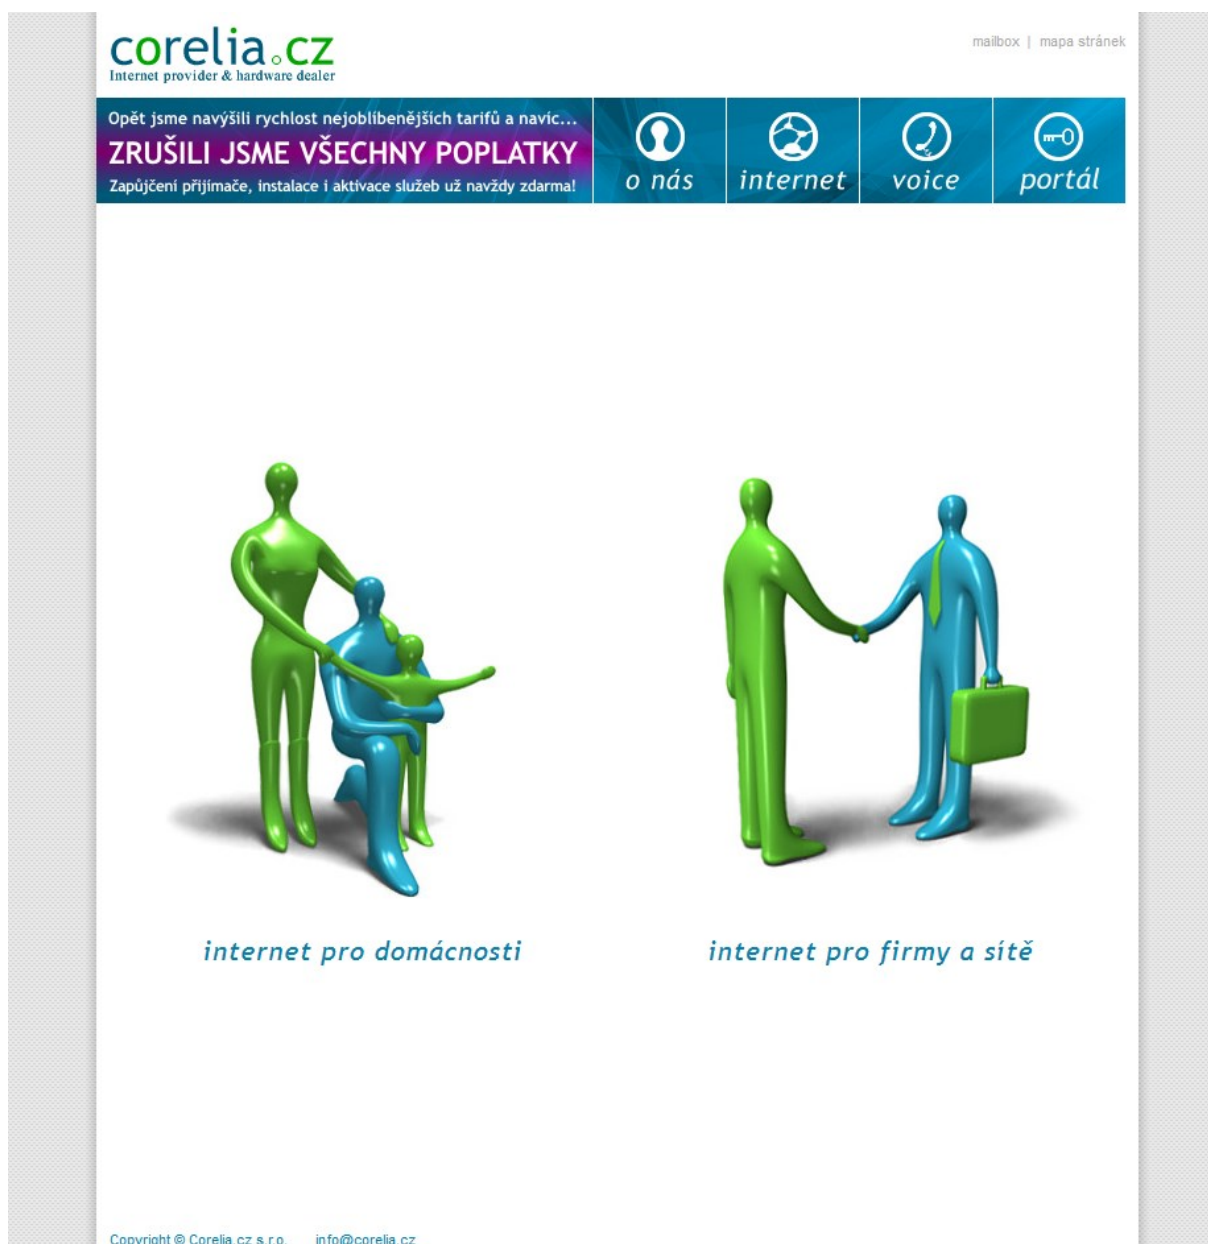 corelia.cz
Internet provider & hardware dealer
mailbox | mapa stránek
Opět jsme navýšili rychlost nejoblíbenějších tarifů a navíc...
ZRUŠILI JSME VŠECHNY POPLATKY
Zapůjčení přijímače, instalace i aktivace služeb už navždy zdarma!
o nás
internet
voice
portál
internet pro domácnosti
internet pro firmy a sítě
Copyright © Corelia.cz s.r.o. info@corelia.cz